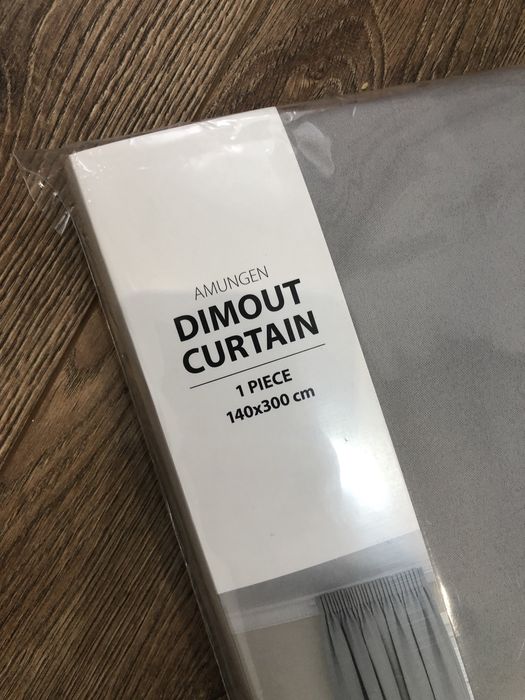 AMUNGEN
DIMOUT
CURTAIN
1 PIECE
140x300 cm